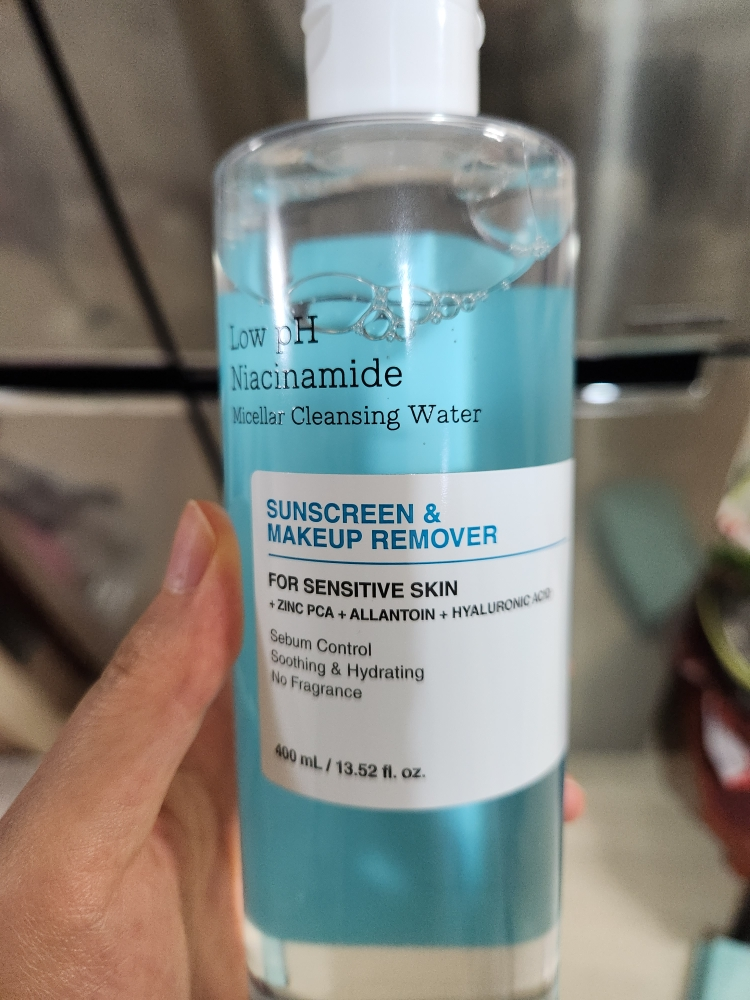 Low pH
Niacinamide
Micellar Cleansing Water
SUNSCREEN &
MAKEUP REMOVER
FOR SENSITIVE SKIN
+ ZINC PCA + ALLANTOIN + HYALURONIC ACID
Sebum Control
Soothing & Hydrating
No Fragrance
400 mL / 13.52 fl. oz.